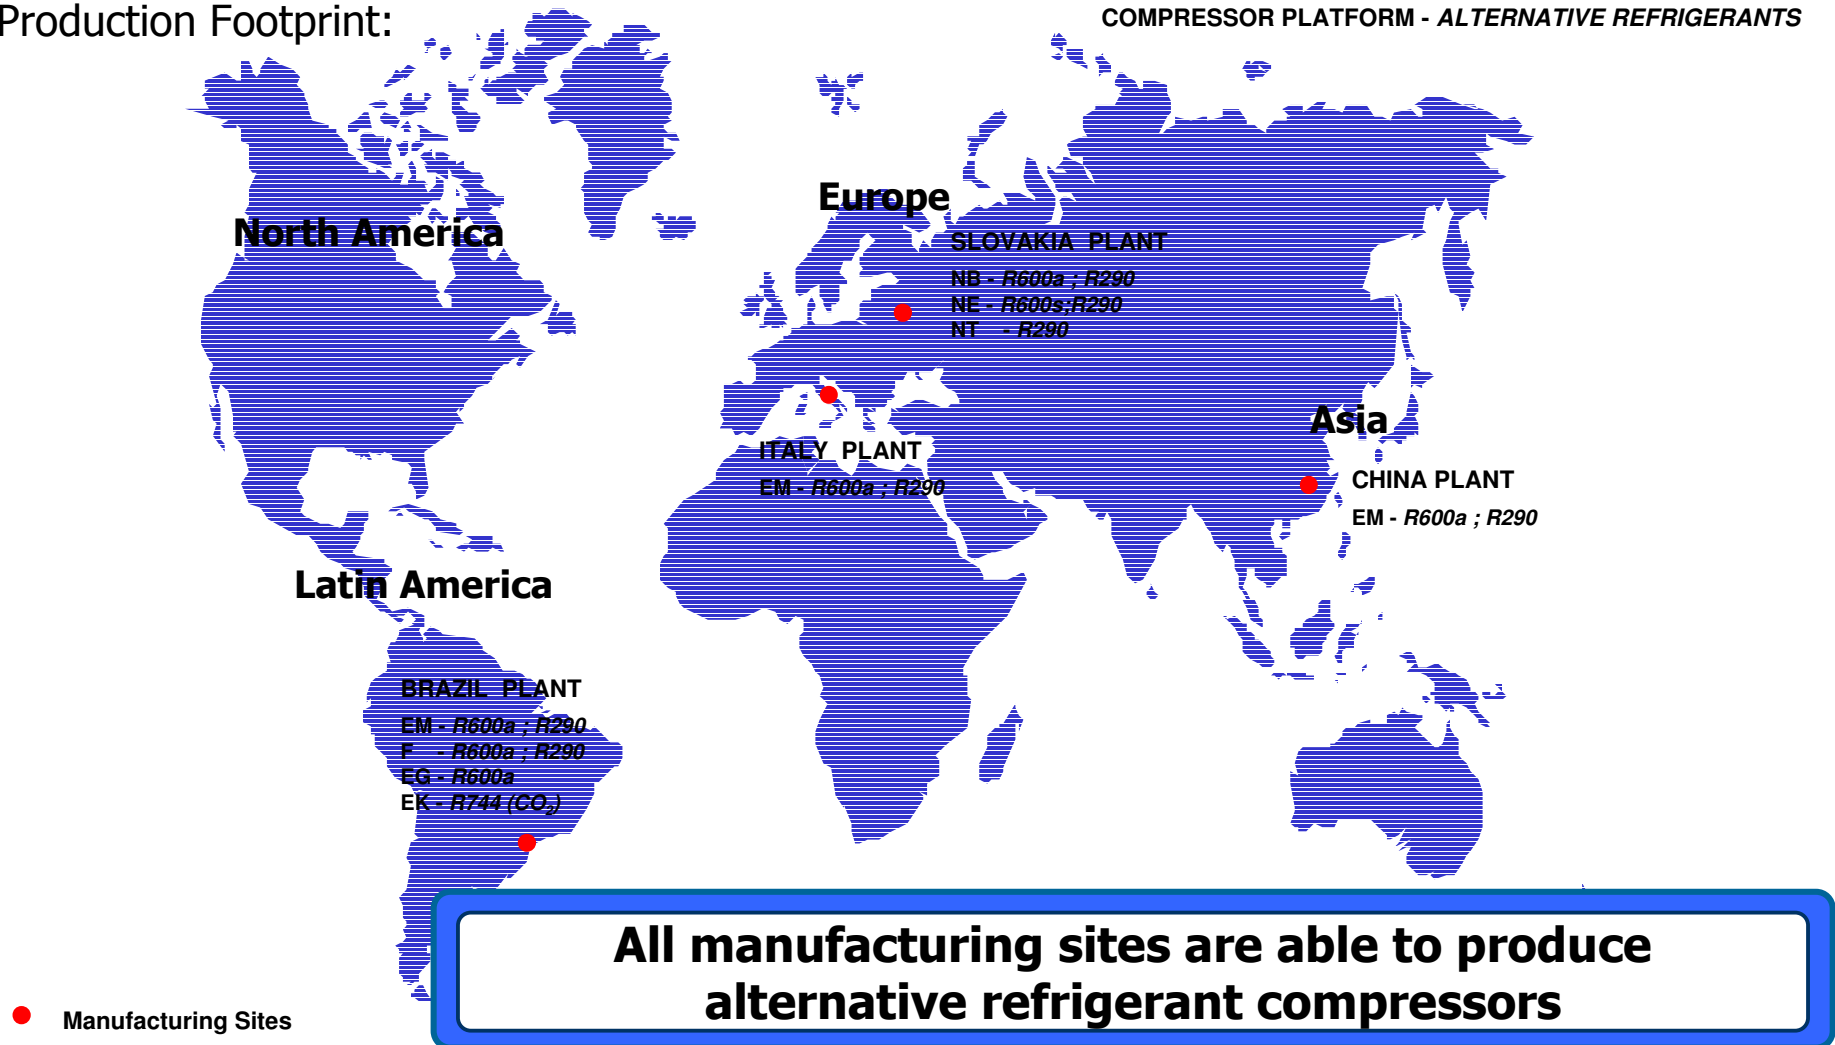 Production Footprint:
COMPRESSOR PLATFORM - ALTERNATIVE REFRIGERANTS
North America
Europe
SLOVAKIA PLANT
NB - R600a ; R290
NE - R600s;R290
NT - R290
ITALY PLANT
EM - R600a ; R290
Asia
CHINA PLANT
EM - R600a ; R290
Latin America
BRAZIL PLANT
EM - R600a ; R290
F - R600a ; R290
EG - R600a
EK - R744 (CO₂)
All manufacturing sites are able to produce
alternative refrigerant compressors
Manufacturing Sites